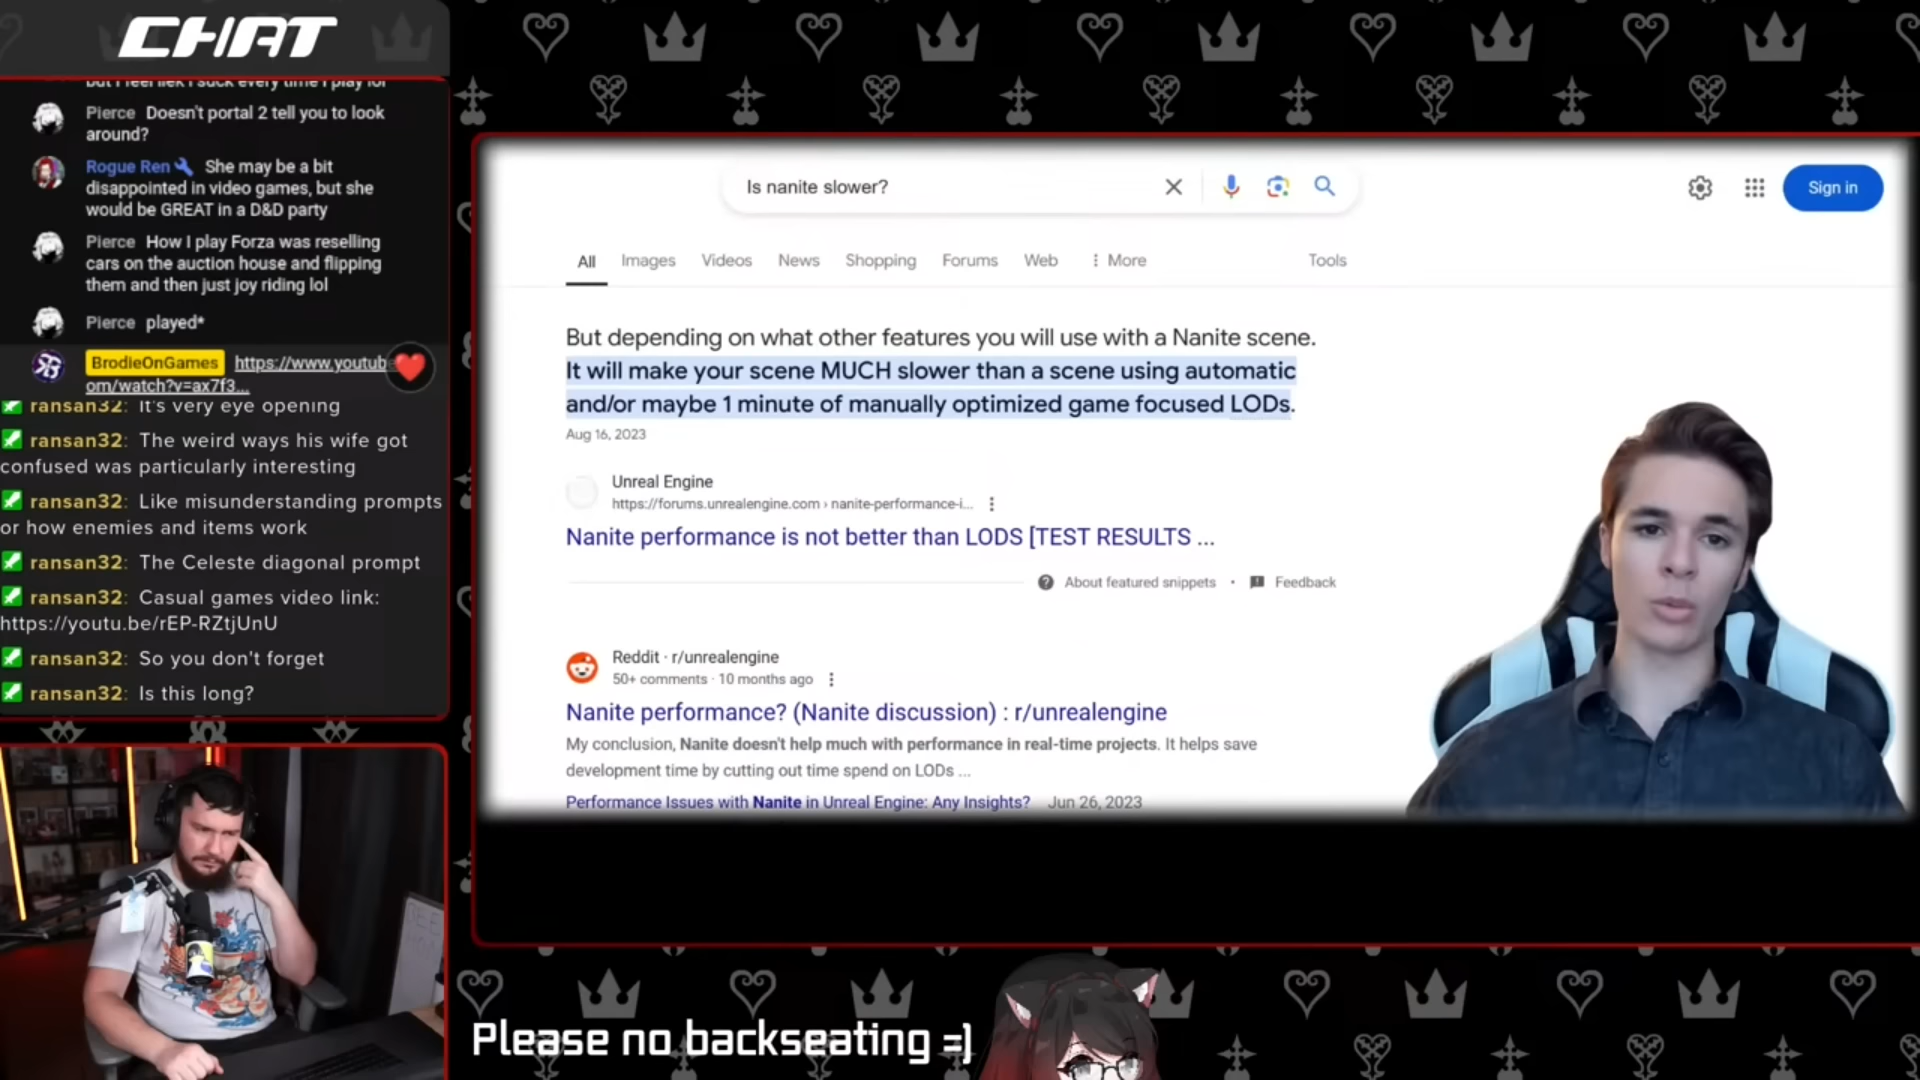 CHAT
but I feel liek I suck every time I play lol
Pierce Doesn't portal 2 tell you to look
around?
Rogue Ren She may be a bit
disappointed in video games, but she
would be GREAT in a D&D party
Pierce How I play Forza was reselling
cars on the auction house and flipping
them and then just joy riding lol
Pierce played*
BrodieOnGames https://www.youtub
om/watch?v=ax7f3...
ransan32: It's very eye opening
ransan32: The weird ways his wife got
confused was particularly interesting
ransan32: Like misunderstanding prompts
or how enemies and items work
ransan32: The Celeste diagonal prompt
ransan32: Casual games video link:
https://youtu.be/rEP-RZtjUnU
ransan32: So you don't forget
ransan32: Is this long?
Is nanite slower?
Sign in
All Images Videos News Shopping Forums Web More Tools
But depending on what other features you will use with a Nanite scene.
It will make your scene MUCH slower than a scene using automatic
and/or maybe 1 minute of manually optimized game focused LODs.
Aug 16, 2023
Unreal Engine
https://forums.unrealengine.com › nanite-performance-i...
Nanite performance is not better than LODS [TEST RESULTS ...
About featured snippets • Feedback
Reddit · r/unrealengine
50+ comments · 10 months ago
Nanite performance? (Nanite discussion) : r/unrealengine
My conclusion, Nanite doesn't help much with performance in real-time projects. It helps save
development time by cutting out time spend on LODs ...
Performance Issues with Nanite in Unreal Engine: Any Insights? Jun 26, 2023
Please no backseating =)